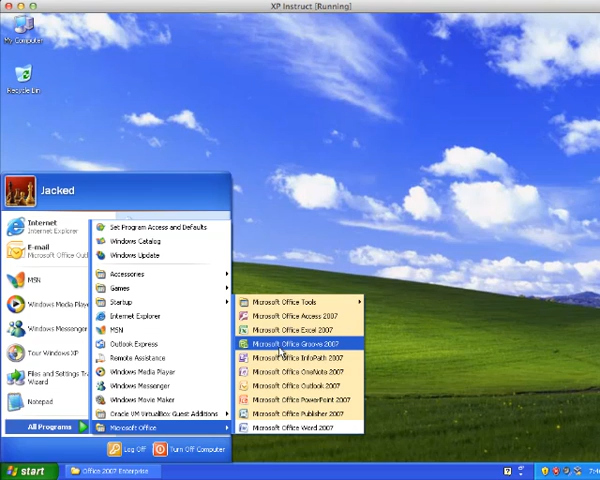 XP Instruct [Running]
My Computer
Recycle Bin
Jacked
Internet
Internet Explorer
E-mail
Microsoft Office Outl
MSN
Windows Media Player
Windows Messenger
Tour Windows XP
Files and Settings Tra
Wizard
Notepad
All Programs
Set Program Access and Defaults
Windows Catalog
Windows Update
Accessories
Games
Startup
Internet Explorer
MSN
Outlook Express
Remote Assistance
Windows Media Player
Windows Messenger
Windows Movie Maker
Oracle VM VirtualBox Guest Additions
Microsoft Office
Microsoft Office Tools
Microsoft Office Access 2007
Microsoft Office Excel 2007
Microsoft Office Groove 2007
Microsoft Office InfoPath 2007
Microsoft Office OneNote 2007
Microsoft Office Outlook 2007
Microsoft Office PowerPoint 2007
Microsoft Office Publisher 2007
Microsoft Office Word 2007
Log Off
Turn Off Computer
start
Office 2007 Enterprise